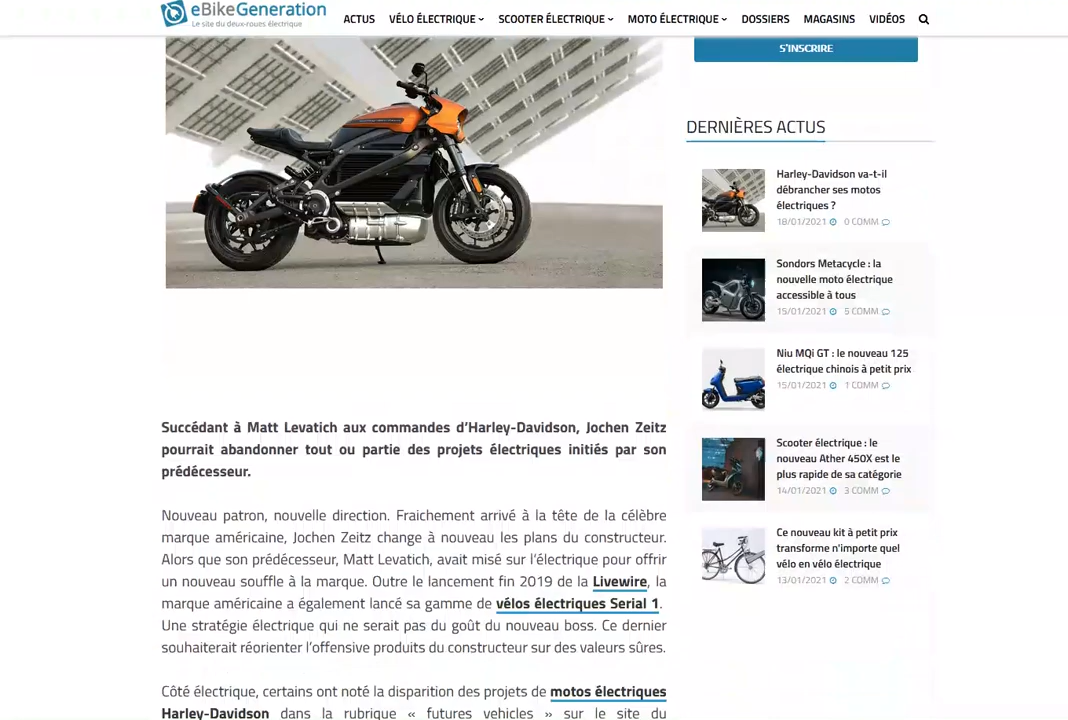 eBikeGeneration
Le site du deux-roues électrique
ACTUS VÉLO ÉLECTRIQUE SCOOTER ÉLECTRIQUE MOTO ÉLECTRIQUE DOSSIERS MAGASINS VIDÉOS
S'INSCRIRE
DERNIÈRES ACTUS
Harley-Davidson va-t-il
débrancher ses motos
électriques ?
18/01/2021 0 COMM
Sondors Metacycle : la
nouvelle moto électrique
accessible à tous
15/01/2021 5 COMM
Niu MQi GT : le nouveau 125
électrique chinois à petit prix
15/01/2021 1 COMM
Scooter électrique : le
nouveau Ather 450X est le
plus rapide de sa catégorie
14/01/2021 3 COMM
Ce nouveau kit à petit prix
transforme n'importe quel
vélo en vélo électrique
13/01/2021 2 COMM
Succédant à Matt Levatich aux commandes d'Harley-Davidson, Jochen Zeitz
pourrait abandonner tout ou partie des projets électriques initiés par son
prédécesseur.
Nouveau patron, nouvelle direction. Fraichement arrivé à la tête de la célèbre
marque américaine, Jochen Zeitz change à nouveau les plans du constructeur.
Alors que son prédécesseur, Matt Levatich, avait misé sur l'électrique pour offrir
un nouveau souffle à la marque. Outre le lancement fin 2019 de la Livewire, la
marque américaine a également lancé sa gamme de vélos électriques Serial 1.
Une stratégie électrique qui ne serait pas du goût du nouveau boss. Ce dernier
souhaiterait réorienter l'offensive produits du constructeur sur des valeurs sûres.
Côté électrique, certains ont noté la disparition des projets de motos électriques
Harley-Davidson dans la rubrique « futures vehicles » sur le site du